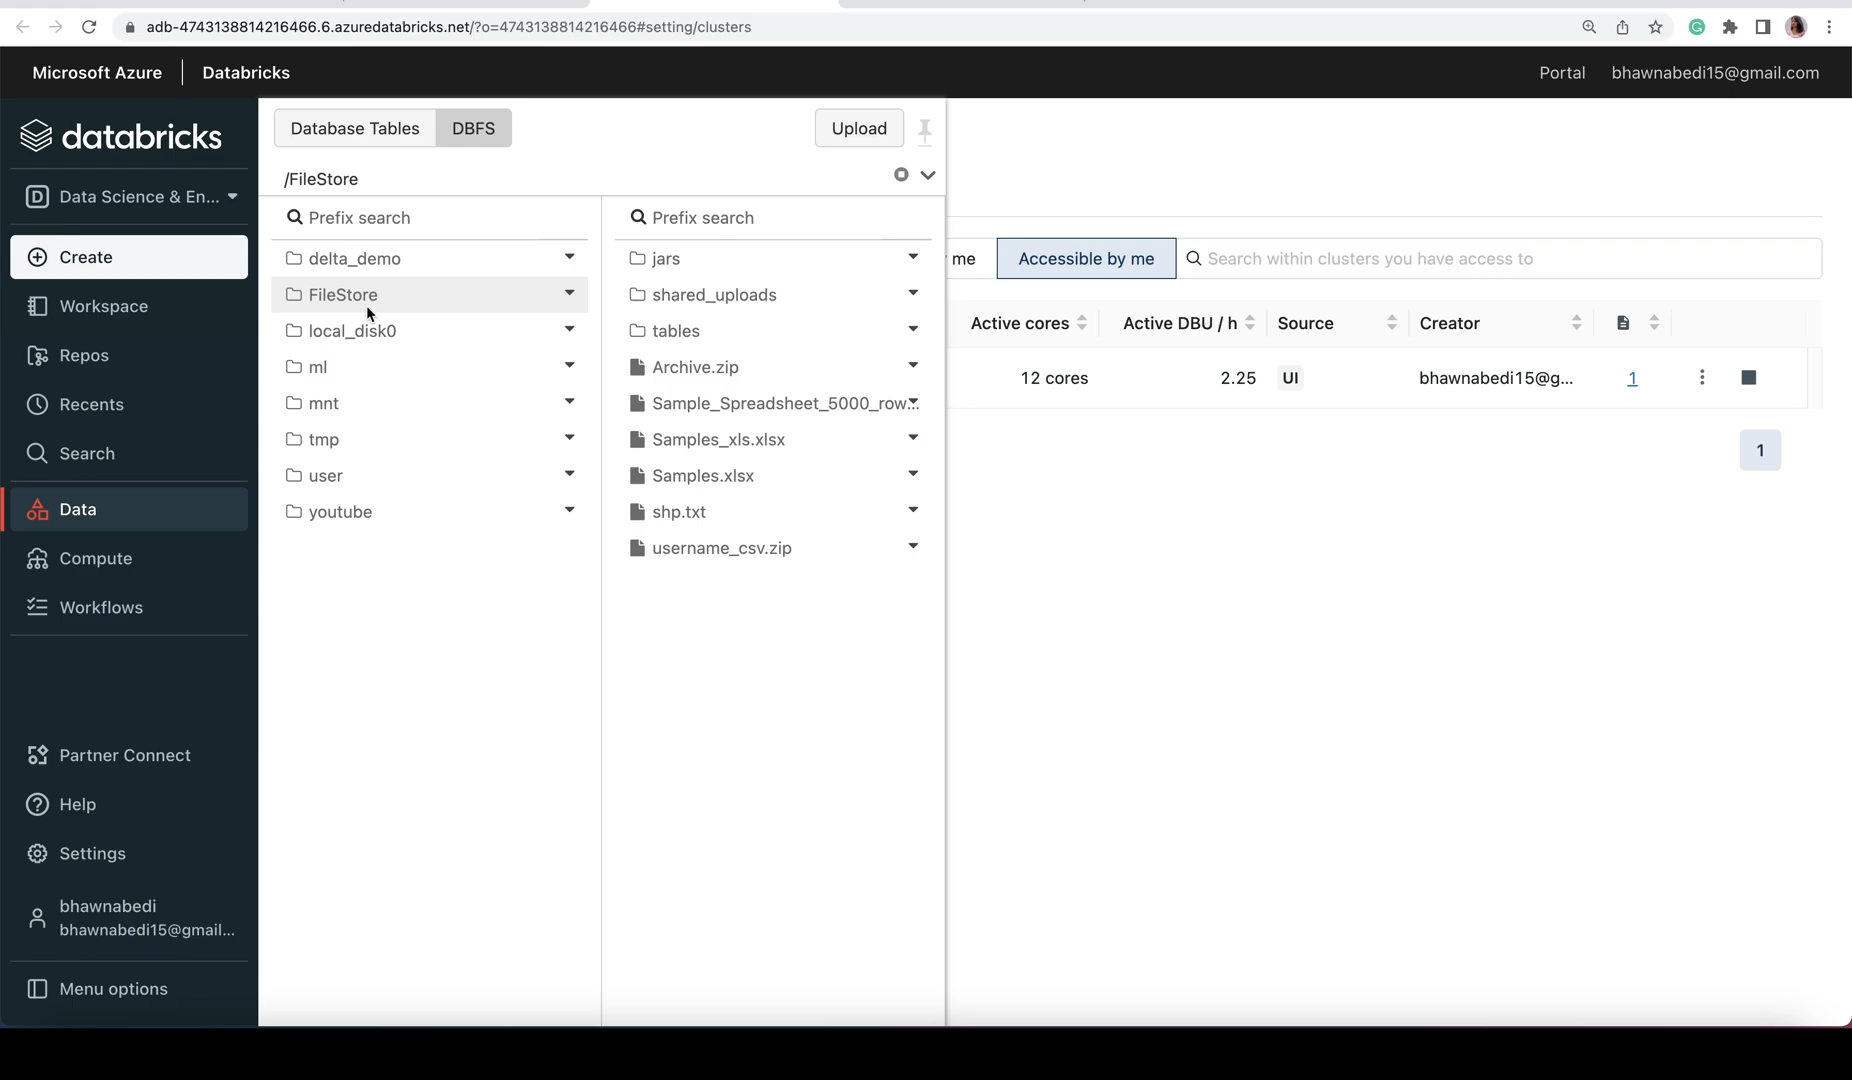 adb-4743138814216466.6.azuredatabricks.net/?o=4743138814216466#setting/clusters
Microsoft Azure Databricks Portal bhawnabedi15@gmail.com
databricks
Data Science & En...
Create
Workspace
Repos
Recents
Search
Data
Compute
Workflows
Partner Connect
Help
Settings
bhawnabedi
bhawnabedi15@gmail...
Menu options
Database Tables DBFS Upload
/FileStore
Prefix search
delta_demo
FileStore
local_disk0
ml
mnt
tmp
user
youtube
Prefix search
jars
shared_uploads
tables
Archive.zip
Sample_Spreadsheet_5000_row...
Samples_xls.xlsx
Samples.xlsx
shp.txt
username_csv.zip
me Accessible by me Search within clusters you have access to
Active cores Active DBU / h Source Creator
12 cores 2.25 UI bhawnabedi15@g... 1
1